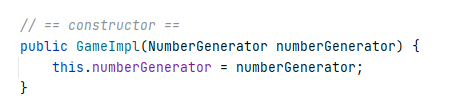 // == constructor ==
public GameImpl(NumberGenerator numberGenerator) {
    this.numberGenerator = numberGenerator;
}